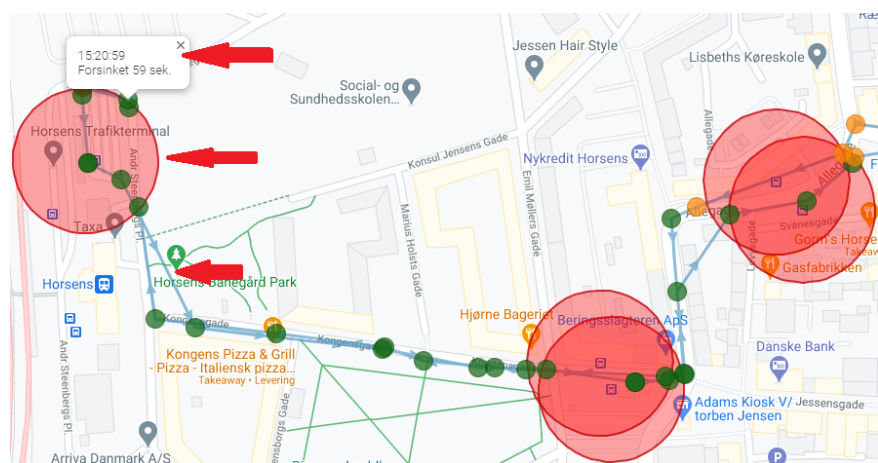 Ræ
Jessen Hair Style
Lisbeths Køreskole
×
15:20:59
Forsinket 59 sek.
Social- og
Sundhedsskolen...
Allegade
Horsens Trafikterminal
Konsul Jensens Gade
Nykredit Horsens
Emil Møllers Gade
Andr Steenbergs Pl.
Marius Holsts Gade
F
Taxa
Svanesgade
Gorm's Horse
Takeaw
Gasfabrikken
Horsens
Horsens Banegård Park
Hjørne Bageriet
Beringsslagteren ApS
Kongensgade
Kongens Pizza & Grill
- Pizza - Italiensk pizza...
Takeaway • Levering
Danske Bank
Andr Steenbergs Pl.
Adams Kiosk V/
torben Jensen
Jessensgade
Arriva Danmark A/S
P